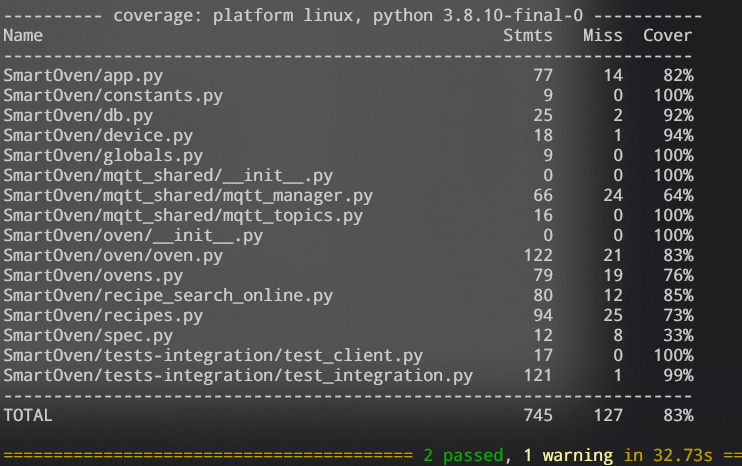 ---------- coverage: platform linux, python 3.8.10-final-0 -----------
Name                                           Stmts   Miss  Cover
----------------------------------------------------------------------
SmartOven/app.py                                  77     14    82%
SmartOven/constants.py                             9      0   100%
SmartOven/db.py                                   25      2    92%
SmartOven/device.py                               18      1    94%
SmartOven/globals.py                               9      0   100%
SmartOven/mqtt_shared/__init__.py                  0      0   100%
SmartOven/mqtt_shared/mqtt_manager.py             66     24    64%
SmartOven/mqtt_shared/mqtt_topics.py              16      0   100%
SmartOven/oven/__init__.py                         0      0   100%
SmartOven/oven/oven.py                           122     21    83%
SmartOven/ovens.py                                79     19    76%
SmartOven/recipe_search_online.py                 80     12    85%
SmartOven/recipes.py                              94     25    73%
SmartOven/spec.py                                 12      8    33%
SmartOven/tests-integration/test_client.py        17      0   100%
SmartOven/tests-integration/test_integration.py  121      1    99%
----------------------------------------------------------------------
TOTAL                                            745    127    83%
========================================= 2 passed, 1 warning in 32.73s ==